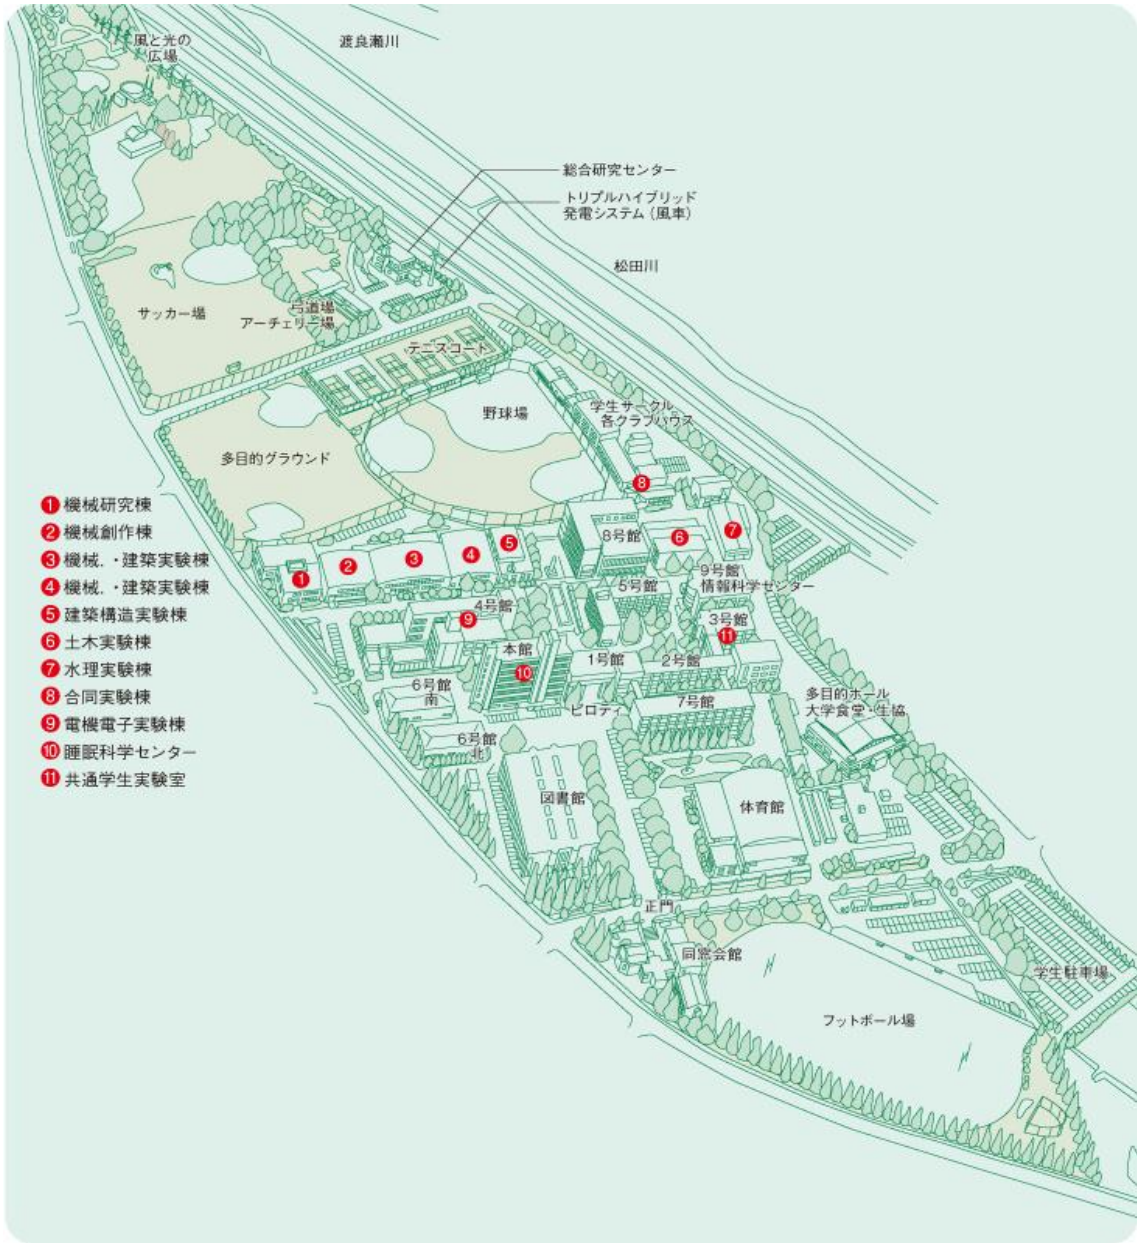 風と光の
広場
渡良瀬川
総合研究センター
トリプルハイブリッド
発電システム（風車）
松田川
サッカー場
弓道場
アーチェリー場
テニスコート
野球場
学生サークル
各クラブハウス
多目的グラウンド
❶機械研究棟
❷機械創作棟
❸機械．・建築実験棟
❹機械．・建築実験棟
❺建築構造実験棟
❻土木実験棟
❼水理実験棟
❽合同実験棟
❾電機電子実験棟
❿睡眠科学センター
⓫共通学生実験室
❽
❼
❻
❺
❹
❸
❷
❶
8号館
9号館
情報科学センター
5号館
4号館
❾
3号館
⓫
本館
❿
1号館
2号館
6号館
南
ピロティ
7号館
多目的ホール
大学食堂・生協
6号館
北
図書館
体育館
正門
同窓会館
学生駐車場
フットボール場